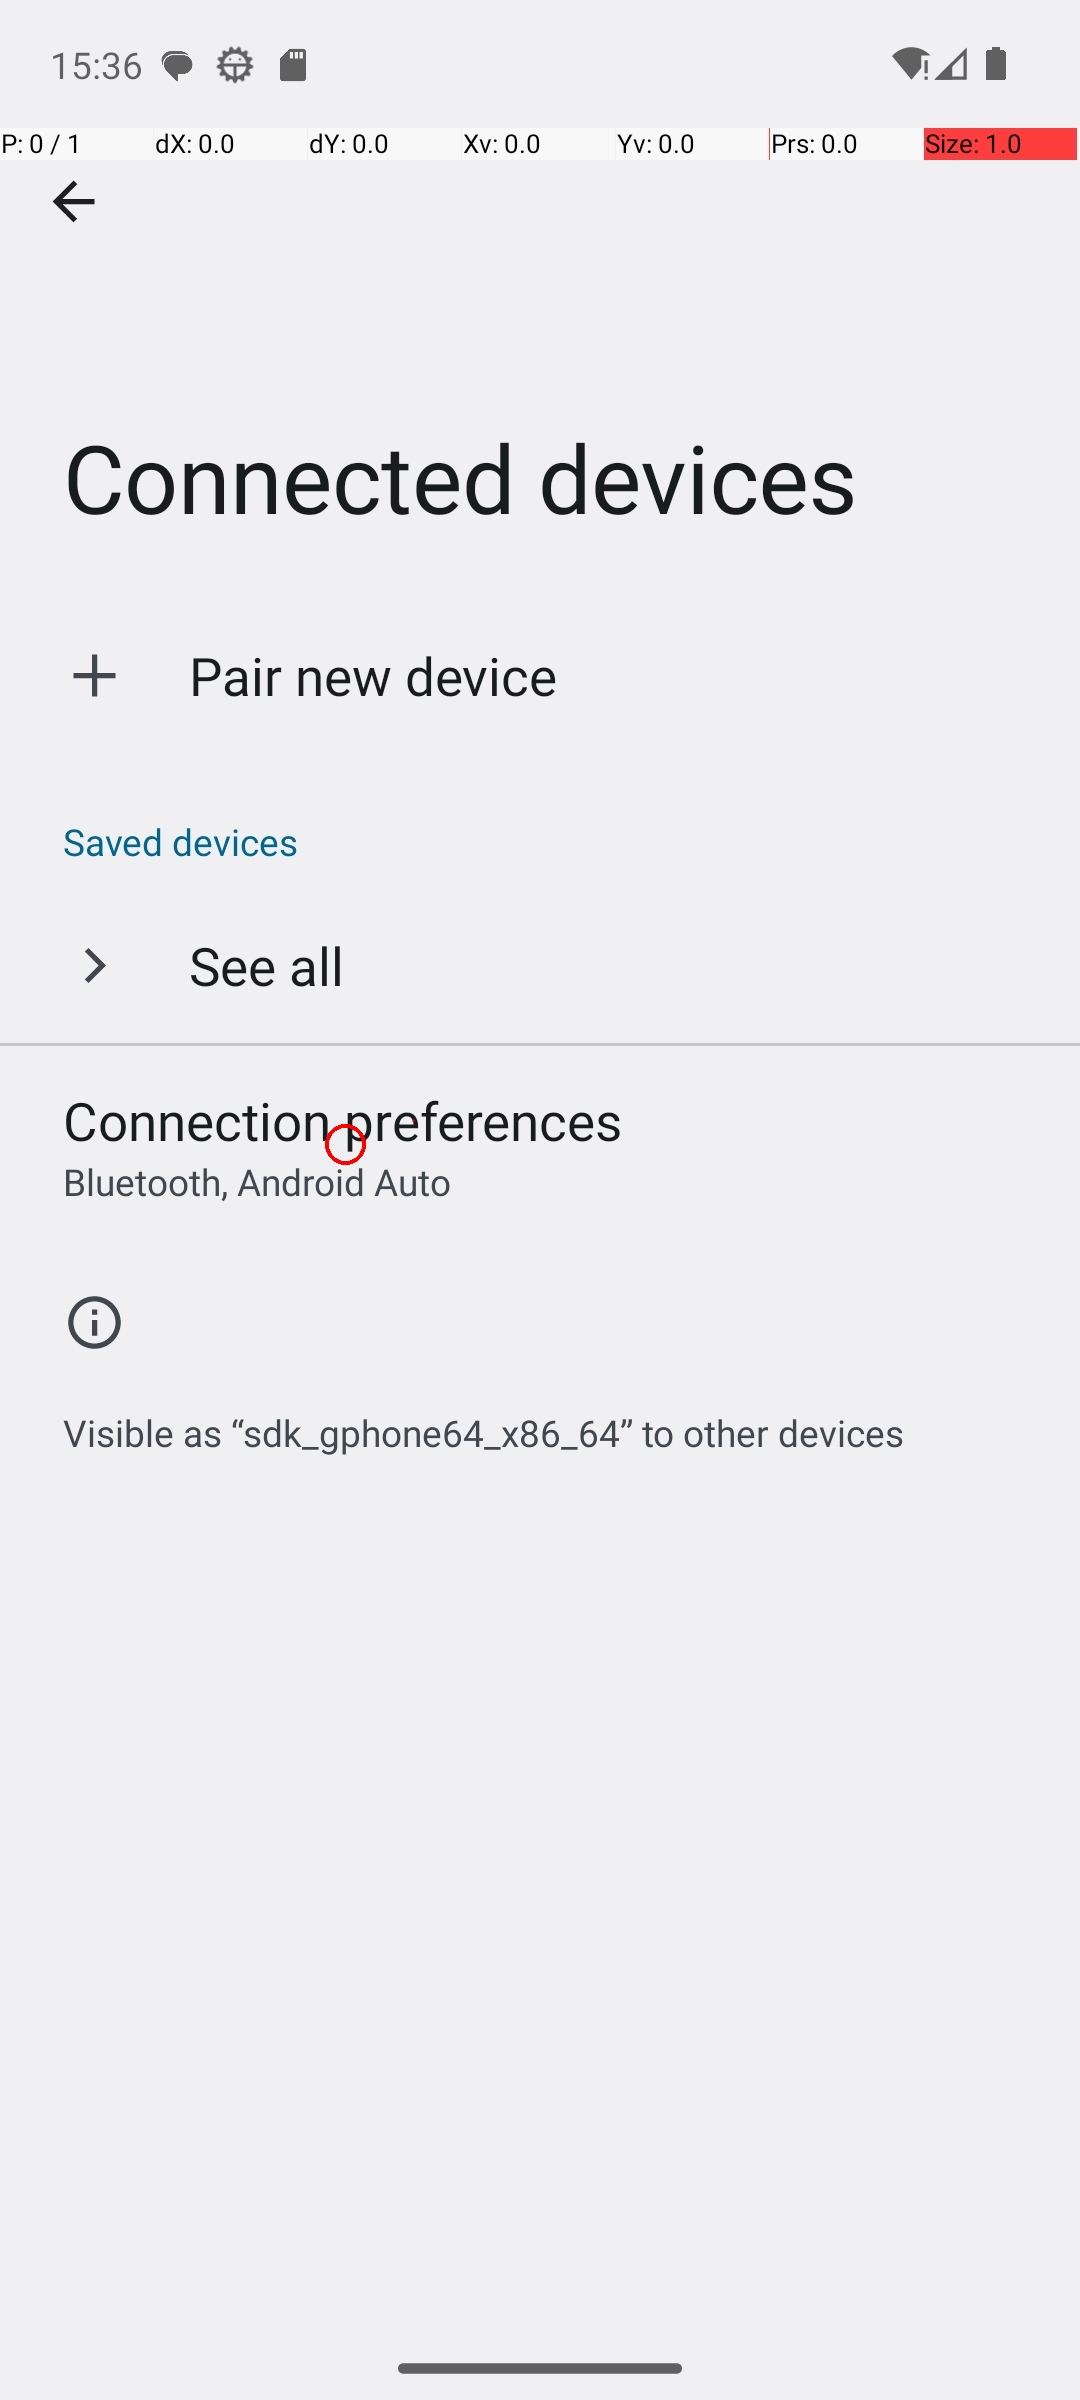 15:36
P: 0 / 1 dX: 0.0 dY: 0.0 Xv: 0.0 Yv: 0.0 Prs: 0.0 Size: 1.0
Connected devices
Pair new device
Saved devices
See all
Connection preferences
Bluetooth, Android Auto
Visible as “sdk_gphone64_x86_64” to other devices